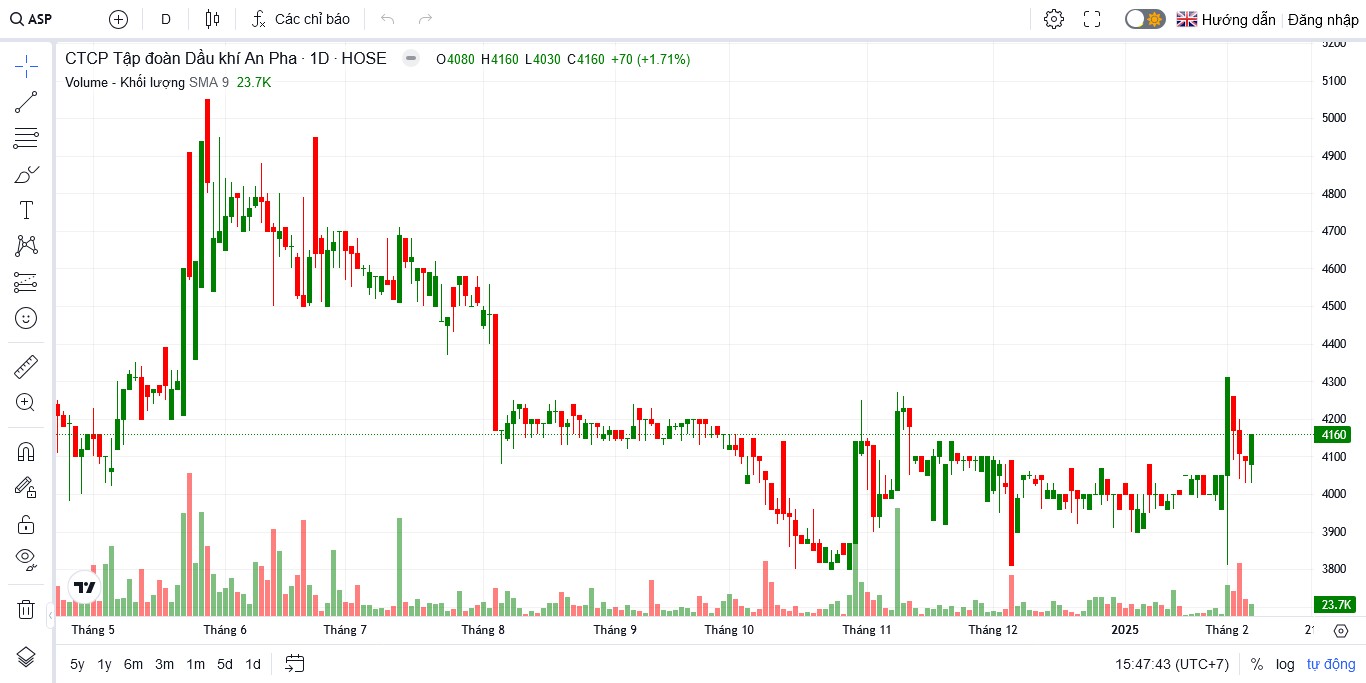 ASP D Các chỉ báo Hướng dẫn Đăng nhập
CTCP Tập đoàn Dầu khí An Pha · 1D · HOSE O4080 H4160 L4030 C4160 +70 (+1.71%)
Volume - Khối lượng SMA 9 23.7K
5200
5100
5000
4900
4800
4700
4600
4500
4400
4300
4200
4160
4100
4000
3900
3800
23.7K
Tháng 5 Tháng 6 Tháng 7 Tháng 8 Tháng 9 Tháng 10 Tháng 11 Tháng 12 2025 Tháng 2
5y 1y 6m 3m 1m 5d 1d 15:47:43 (UTC+7) % log tự động